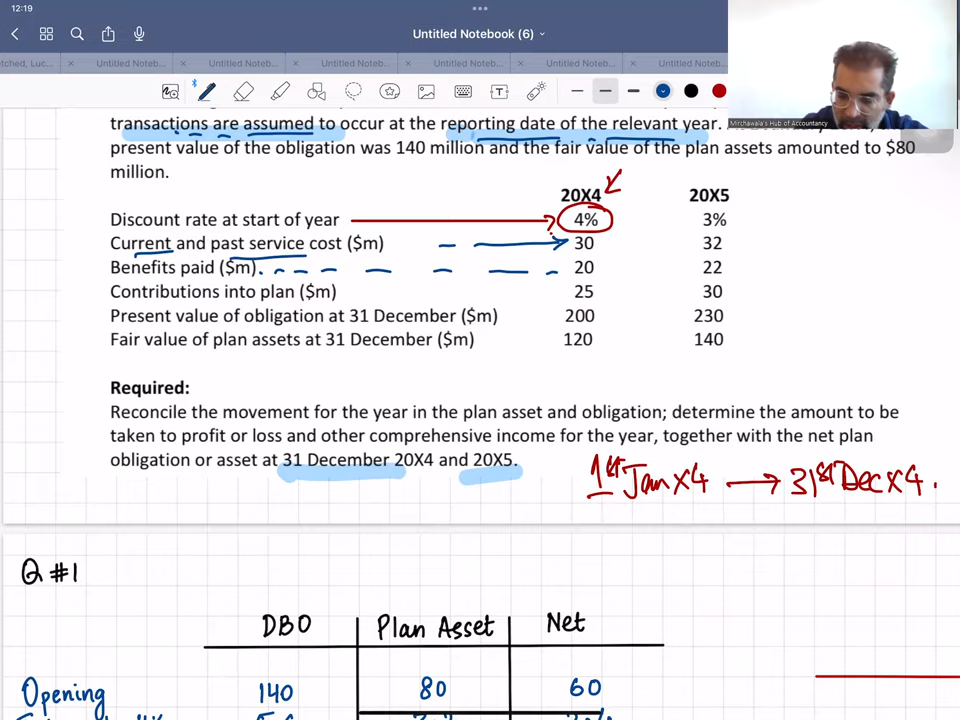 12:19
Untitled Notebook (6)
etched, Luc... Untitled Noteb... Untitled Noteb... Untitled Noteb... Untitled Noteb... Untitled Noteb... Untitled
transactions are assumed to occur at the reporting date of the relevant year.
present value of the obligation was 140 million and the fair value of the plan assets amounted to $80
million.
20X4 20X5
Discount rate at start of year 4% 3%
Current and past service cost ($m) 30 32
Benefits paid ($m) 20 22
Contributions into plan ($m) 25 30
Present value of obligation at 31 December ($m) 200 230
Fair value of plan assets at 31 December ($m) 120 140
Required:
Reconcile the movement for the year in the plan asset and obligation; determine the amount to be
taken to profit or loss and other comprehensive income for the year, together with the net plan
obligation or asset at 31 December 20X4 and 20X5.
1st Jan X4 → 31st Dec X4.
Q #1
DBO Plan Asset Net
Opening 140 80 60
Mirchawala's Hub of Accountancy